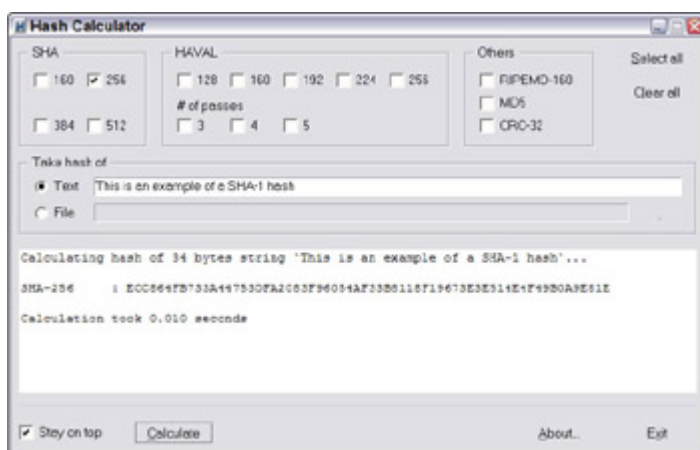 Hash Calculator
SHA
160 256
384 512
HAVAL
128 160 192 224 256
# of passes
3 4 5
Others
RIPEMD-160
MD5
CRC-32
Select all
Clear all
Take hash of
Text This is an example of a SHA-1 hash
File
Calculating hash of 34 bytes string 'This is an example of a SHA-1 hash'...
SHA-256 :
Calculation took 0.010 seconds
Stay on top Calculate About.. Exit